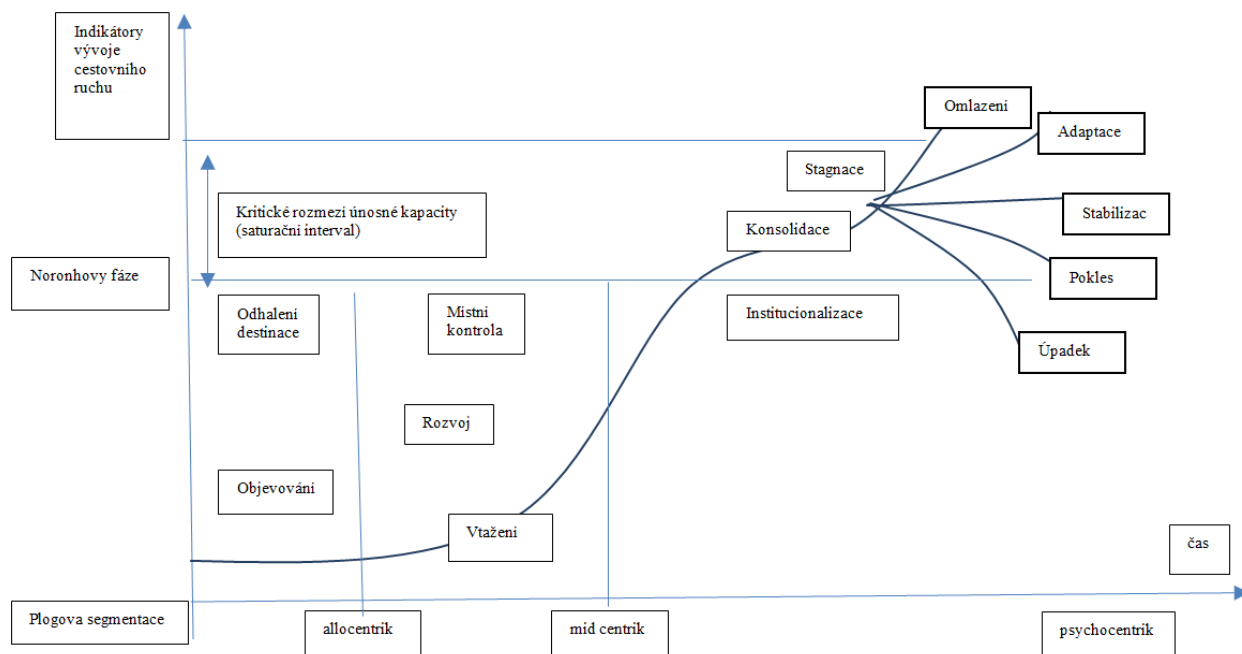 Indikátory
vývoje
cestovního
ruchu
Omlazení
Adaptace
Stagnace
Kritické rozmezí únosné kapacity
(saturační interval)
Stabilizac
Konsolidace
Noronhovy fáze
Pokles
Odhalení
destinace
Místní
kontrola
Institucionalizace
Úpadek
Rozvoj
Objevování
Vtažení
čas
Plogova segmentace
allocentrik
mid centrik
psychocentrik